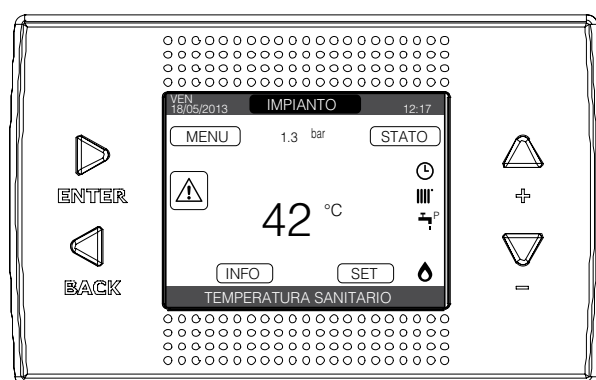 VEN
18/05/2013 IMPIANTO 12:17
MENU 1.3 bar STATO
ENTER
42 °C
P
+
BACK
INFO SET
-
TEMPERATURA SANITARIO